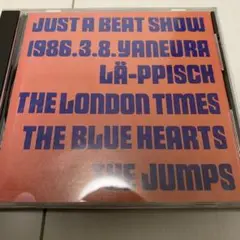 JUST A BEAT SHOW
1986.3.8.YANEURA
LÄ-PPISCH
THE LONDON TIMES
THE BLUE HEARTS
THE JUMPS